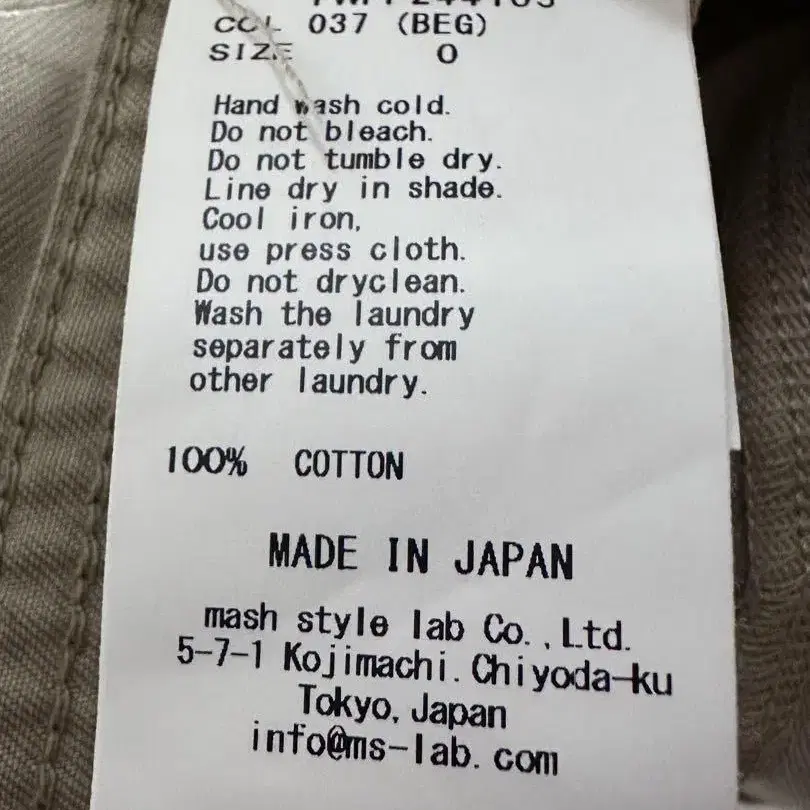 COL 037 (BEG)
SIZE 0
Hand wash cold.
Do not bleach.
Do not tumble dry.
Line dry in shade.
Cool iron,
use press cloth.
Do not dryclean.
Wash the laundry
separately from
other laundry.
100% COTTON
MADE IN JAPAN
mash style lab Co.,Ltd.
5-7-1 Kojimachi.Chiyoda-ku
Tokyo,Japan
info@ms-lab.com